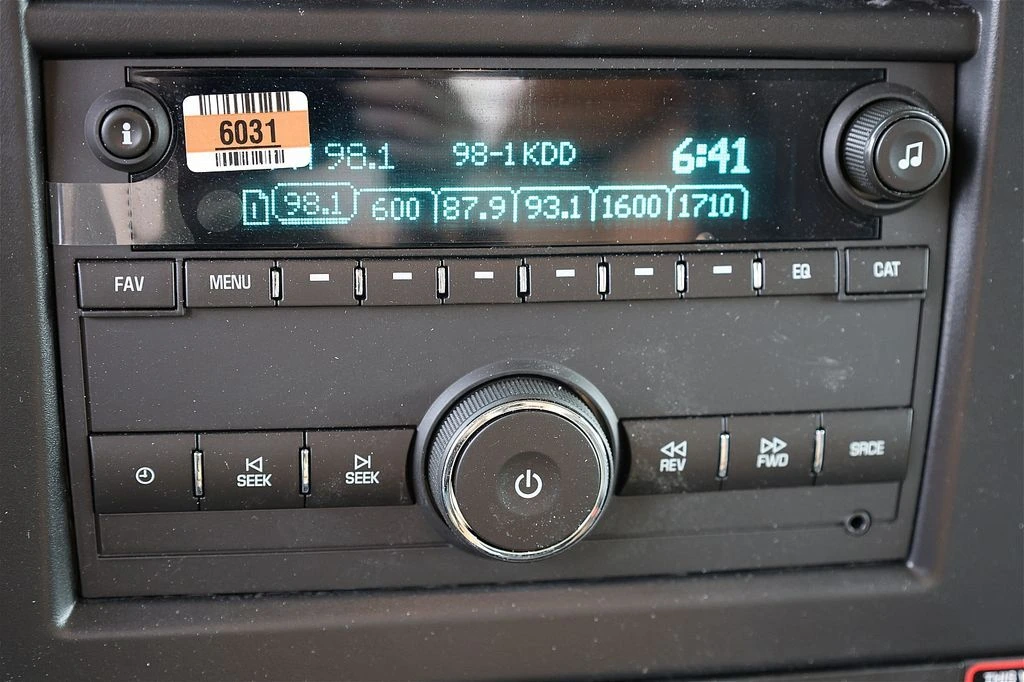 6031
98.1 98-1 KDD 6:41
1 98.1 600 87.9 93.1 1600 1710
FAV MENU EQ CAT
SEEK SEEK REV FWD SRCE